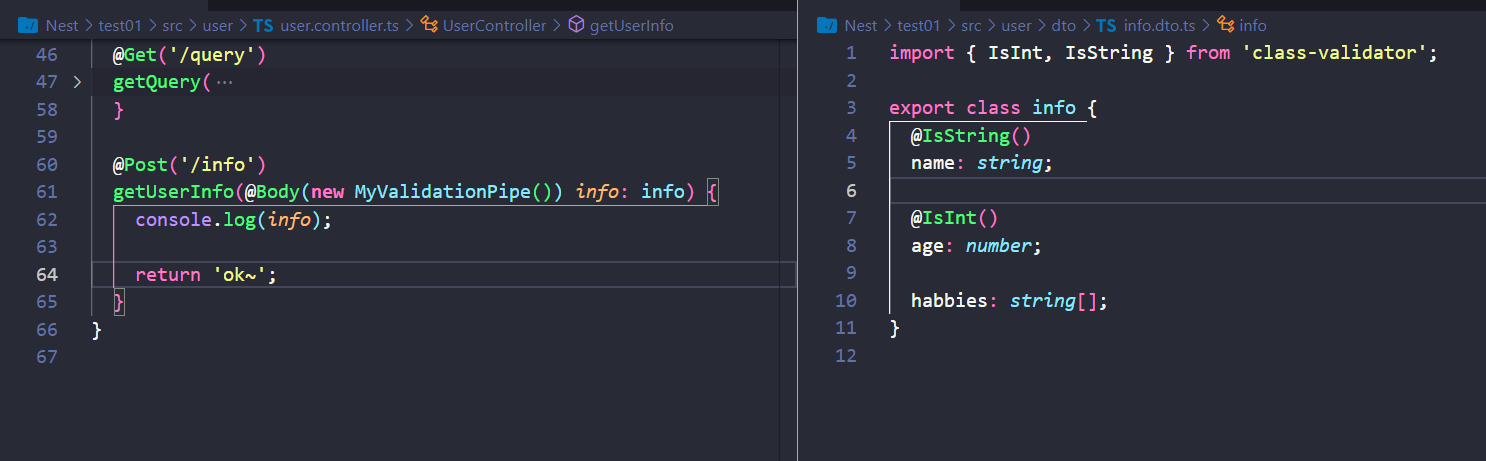 Nest > test01 > src > user > TS user.controller.ts > UserController > getUserInfo
46 @Get('/query')
47 > getQuery( ···
58 }
59
60 @Post('/info')
61 getUserInfo(@Body(new MyValidationPipe()) info: info) {
62 console.log(info);
63
64 return 'ok~';
65 }
66 }
67
Nest > test01 > src > user > dto > TS info.dto.ts > info
1 import { IsInt, IsString } from 'class-validator';
2
3 export class info {
4 @IsString()
5 name: string;
6
7 @IsInt()
8 age: number;
9
10 habbies: string[];
11 }
12